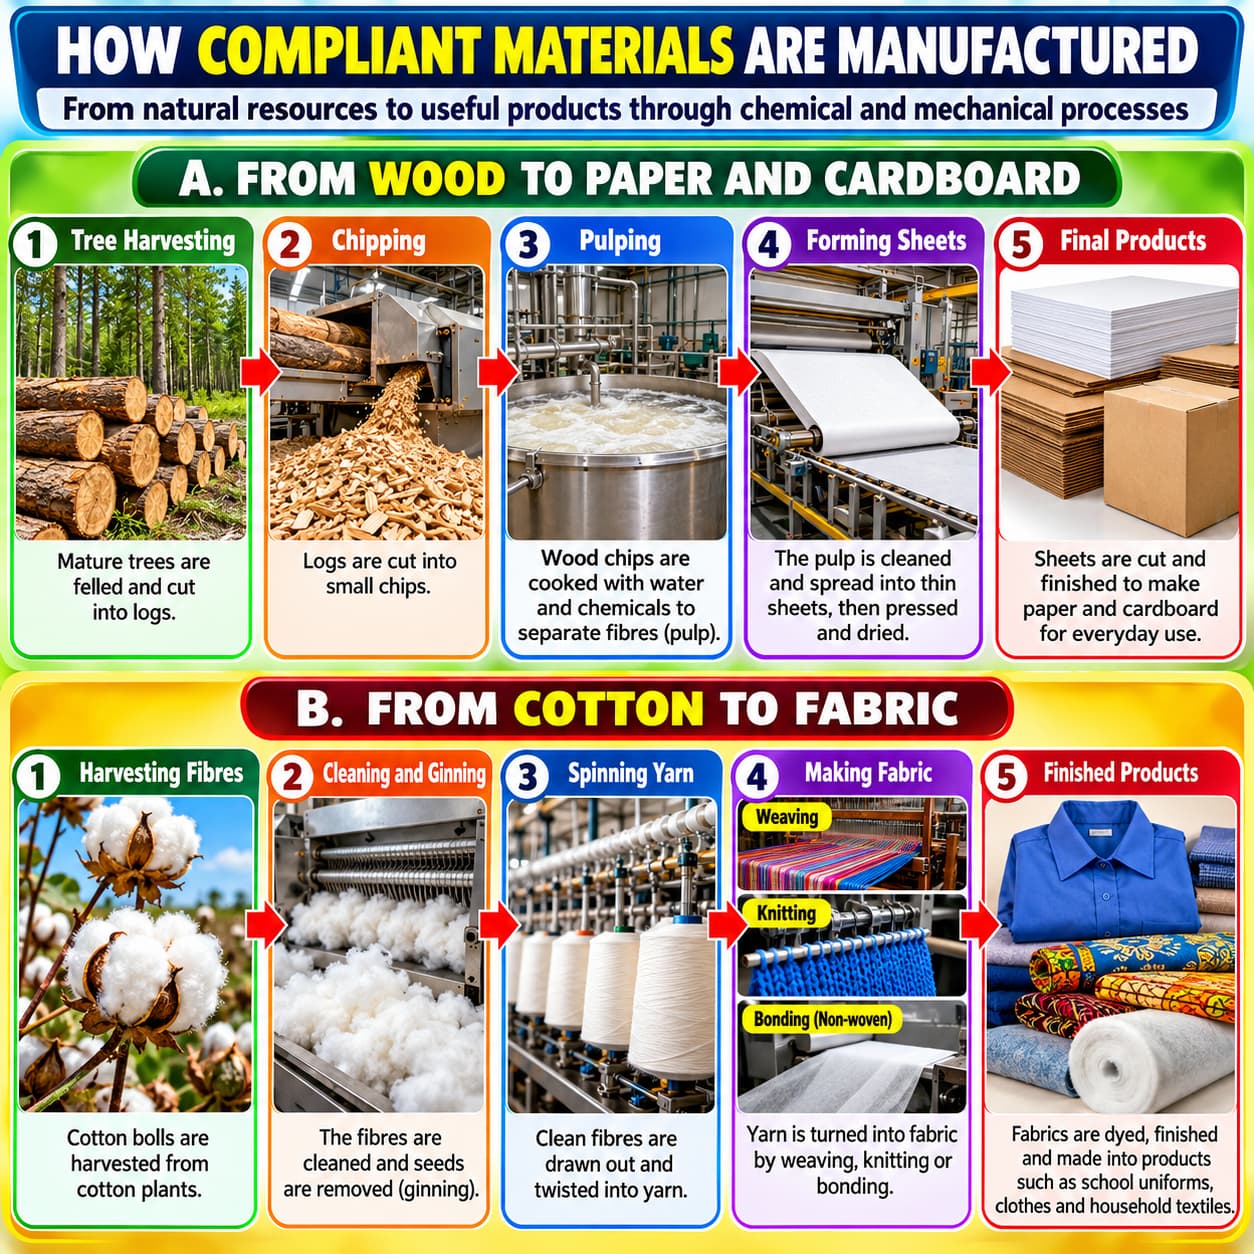 HOW COMPLIANT MATERIALS ARE MANUFACTURED
From natural resources to useful products through chemical and mechanical processes
A. FROM WOOD TO PAPER AND CARDBOARD
1 Tree Harvesting
Mature trees are
felled and cut
into logs.
2 Chipping
Logs are cut into
small chips.
3 Pulping
Wood chips are
cooked with water
and chemicals to
separate fibres (pulp).
4 Forming Sheets
The pulp is cleaned
and spread into thin
sheets, then pressed
and dried.
5 Final Products
Sheets are cut and
finished to make
paper and cardboard
for everyday use.
B. FROM COTTON TO FABRIC
1 Harvesting Fibres
Cotton bolls are
harvested from
cotton plants.
2 Cleaning and Ginning
The fibres are
cleaned and seeds
are removed (ginning).
3 Spinning Yarn
Clean fibres are
drawn out and
twisted into yarn.
4 Making Fabric
Weaving
Knitting
Bonding (Non-woven)
Yarn is turned into fabric
by weaving, knitting or
bonding.
5 Finished Products
Fabrics are dyed, finished
and made into products
such as school uniforms,
clothes and household textiles.